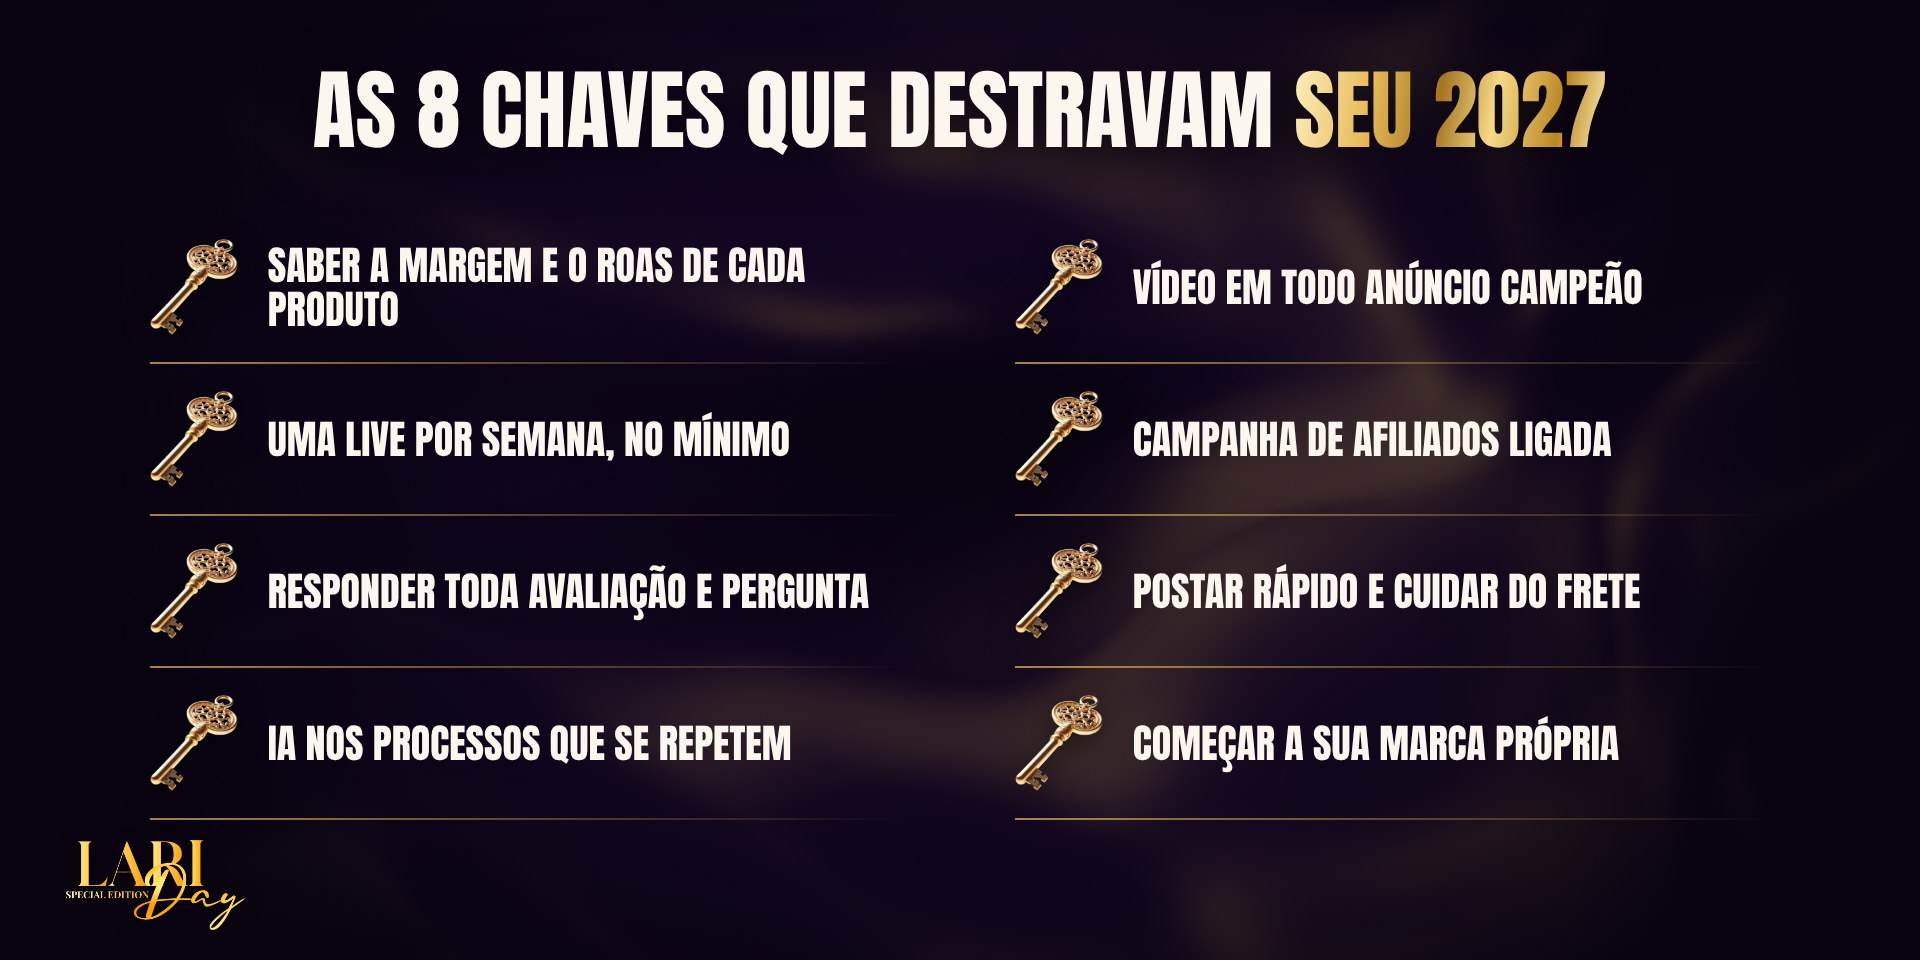 AS 8 CHAVES QUE DESTRAVAM SEU 2027
SABER A MARGEM E O ROAS DE CADA
PRODUTO
VÍDEO EM TODO ANÚNCIO CAMPEÃO
UMA LIVE POR SEMANA, NO MÍNIMO
CAMPANHA DE AFILIADOS LIGADA
RESPONDER TODA AVALIAÇÃO E PERGUNTA
POSTAR RÁPIDO E CUIDAR DO FRETE
IA NOS PROCESSOS QUE SE REPETEM
COMEÇAR A SUA MARCA PRÓPRIA
LABI
SPECIAL EDITION Day